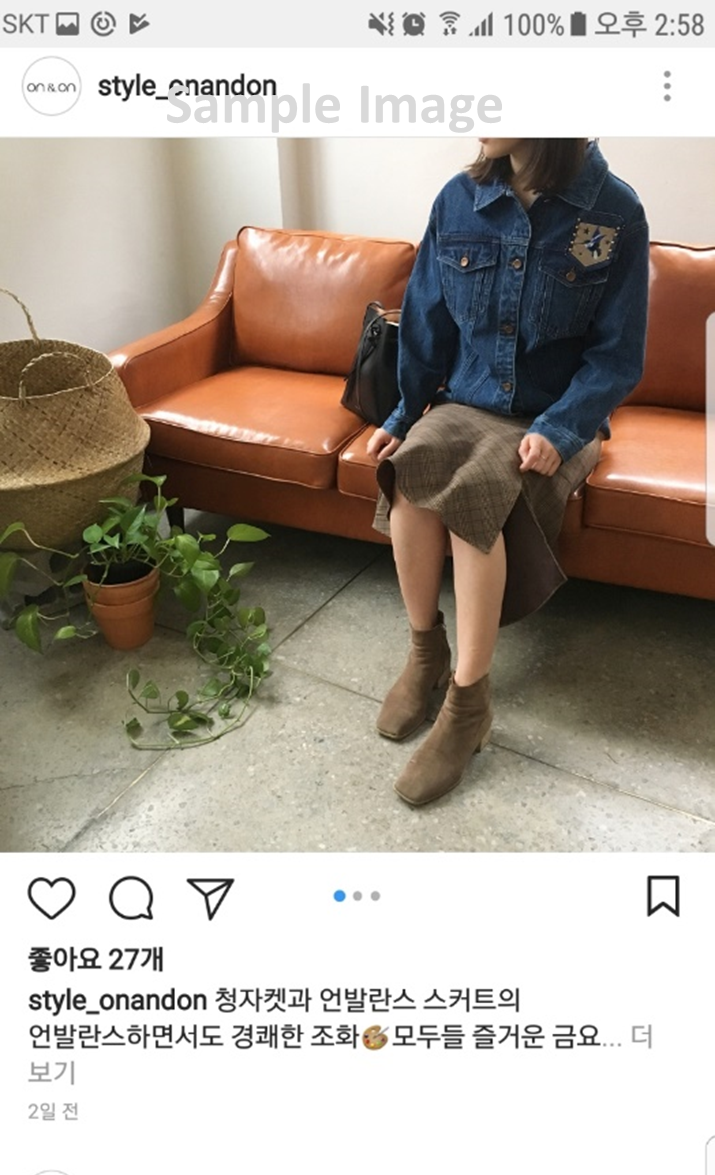 SKT 100% 오후 2:58
on&on style_onandon
Sample Image
좋아요 27개
style_onandon 청자켓과 언발란스 스커트의
언발란스하면서도 경쾌한 조화🎨모두들 즐거운 금요... 더
보기
2일 전